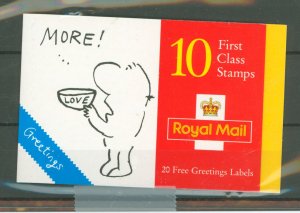 MORE!
LOVE
Greetings
10 First
Class
Stamps
Royal Mail
20 Free Greetings Labels